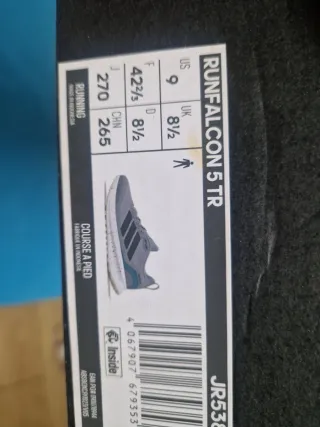 RUNFALCON 5 TR
US
9
UK
8½
F
42⅔
D
8½
J
270
CHN
265
RUNNING
COURSE À PIED
Inside
4 067907 679353
JR538